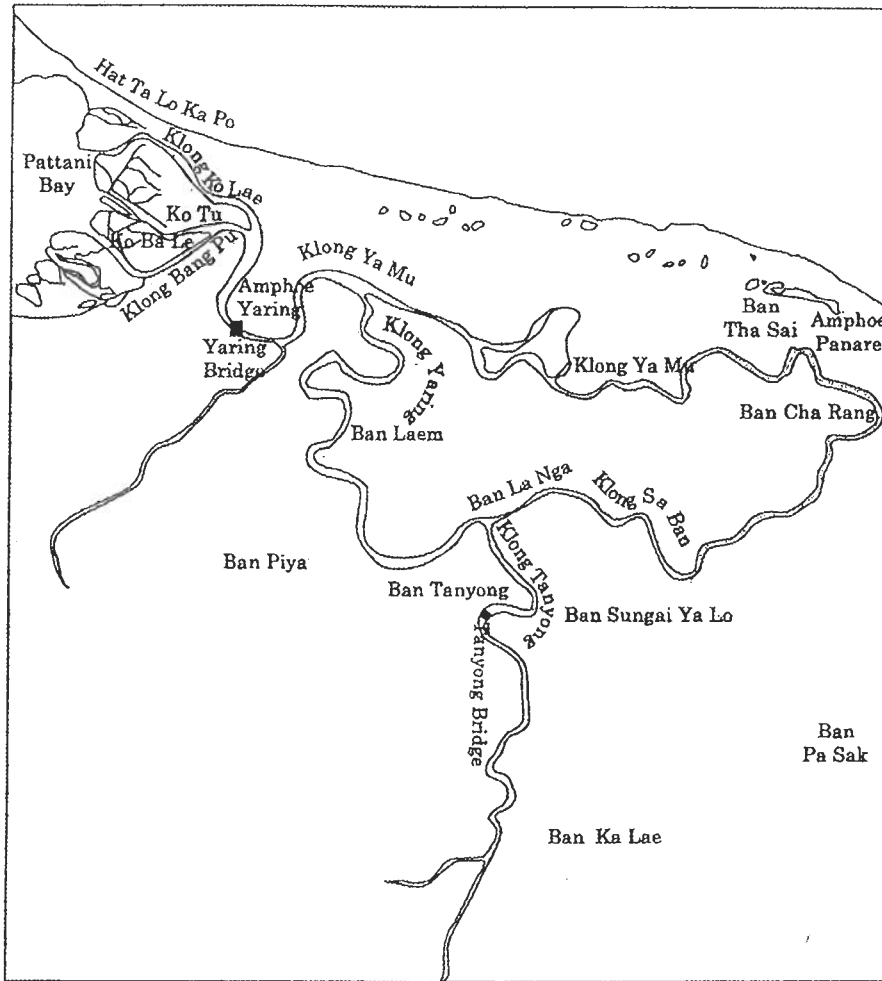 Hat Ta Lo Ka Po
Pattani
Bay
Klong Ko Lae
Ko Tu
Ko Ba Le
Klong Bang Pu
Klong Ya Mu
Amphoe
Yaring
Yaring
Bridge
Klong Yaring
Ban
Tha Sai
Amphoe
Panare
Klong Ya Mu
Ban Cha Rang
Ban Laem
Ban La Nga
Klong Sa Ban
Ban Piya
Klong Tanyong
Ban Tanyong
Ban Sungai Ya Lo
Yanyong Bridge
Ban
Pa Sak
Ban Ka Lae